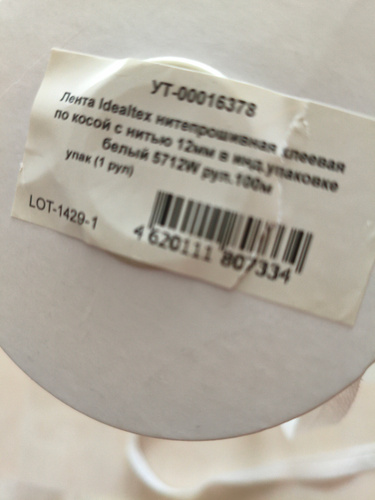 УТ-00016378
Лента Idealtex нитепрошивная клеевая
по косой с нитью 12мм в инд.упаковке
белый 5712W рул.100м
упак (1 рул)
LOT-1429-1
4 620111 807334